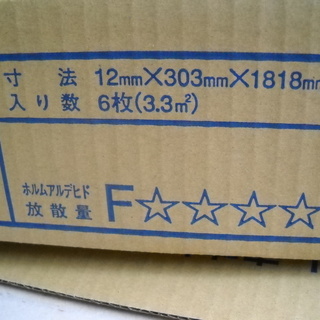 寸 法 12mm×303mm×1818mm
入り数 6枚(3.3㎡)
ホルムアルデヒド
放散量 F☆☆☆☆